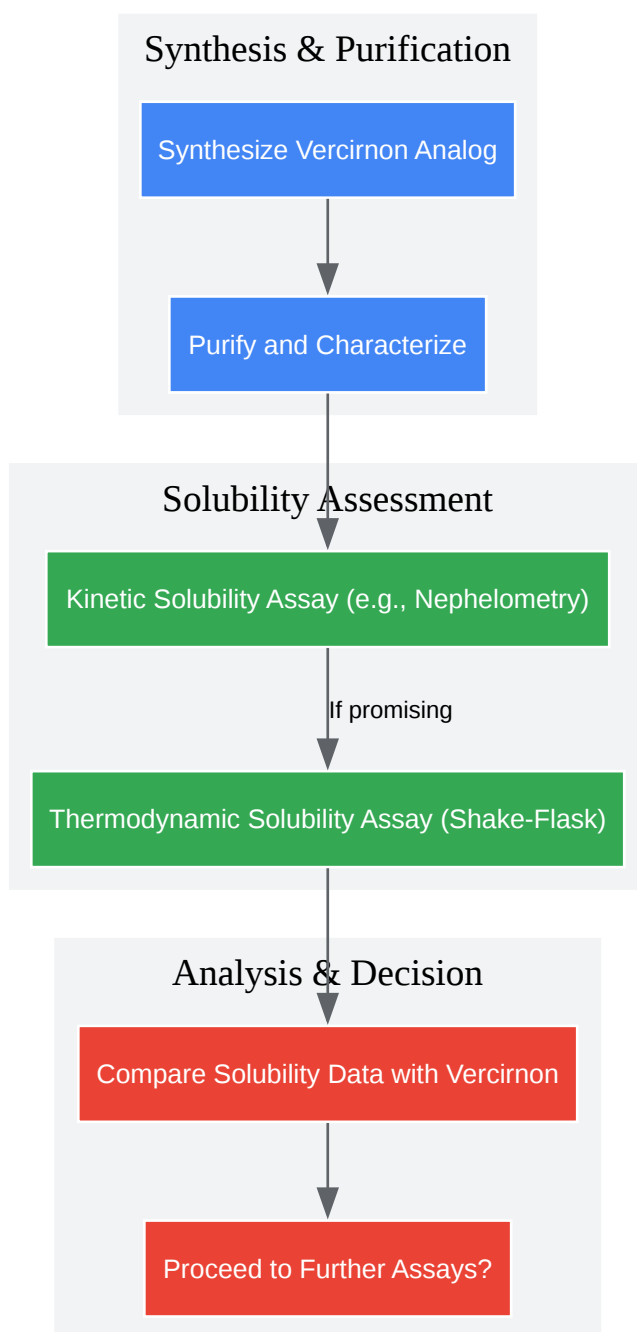 Synthesis & Purification
Synthesize Vercirnon Analog
Purify and Characterize
Solubility Assessment
Kinetic Solubility Assay (e.g., Nephelometry)
If promising
Thermodynamic Solubility Assay (Shake-Flask)
Analysis & Decision
Compare Solubility Data with Vercirnon
Proceed to Further Assays?